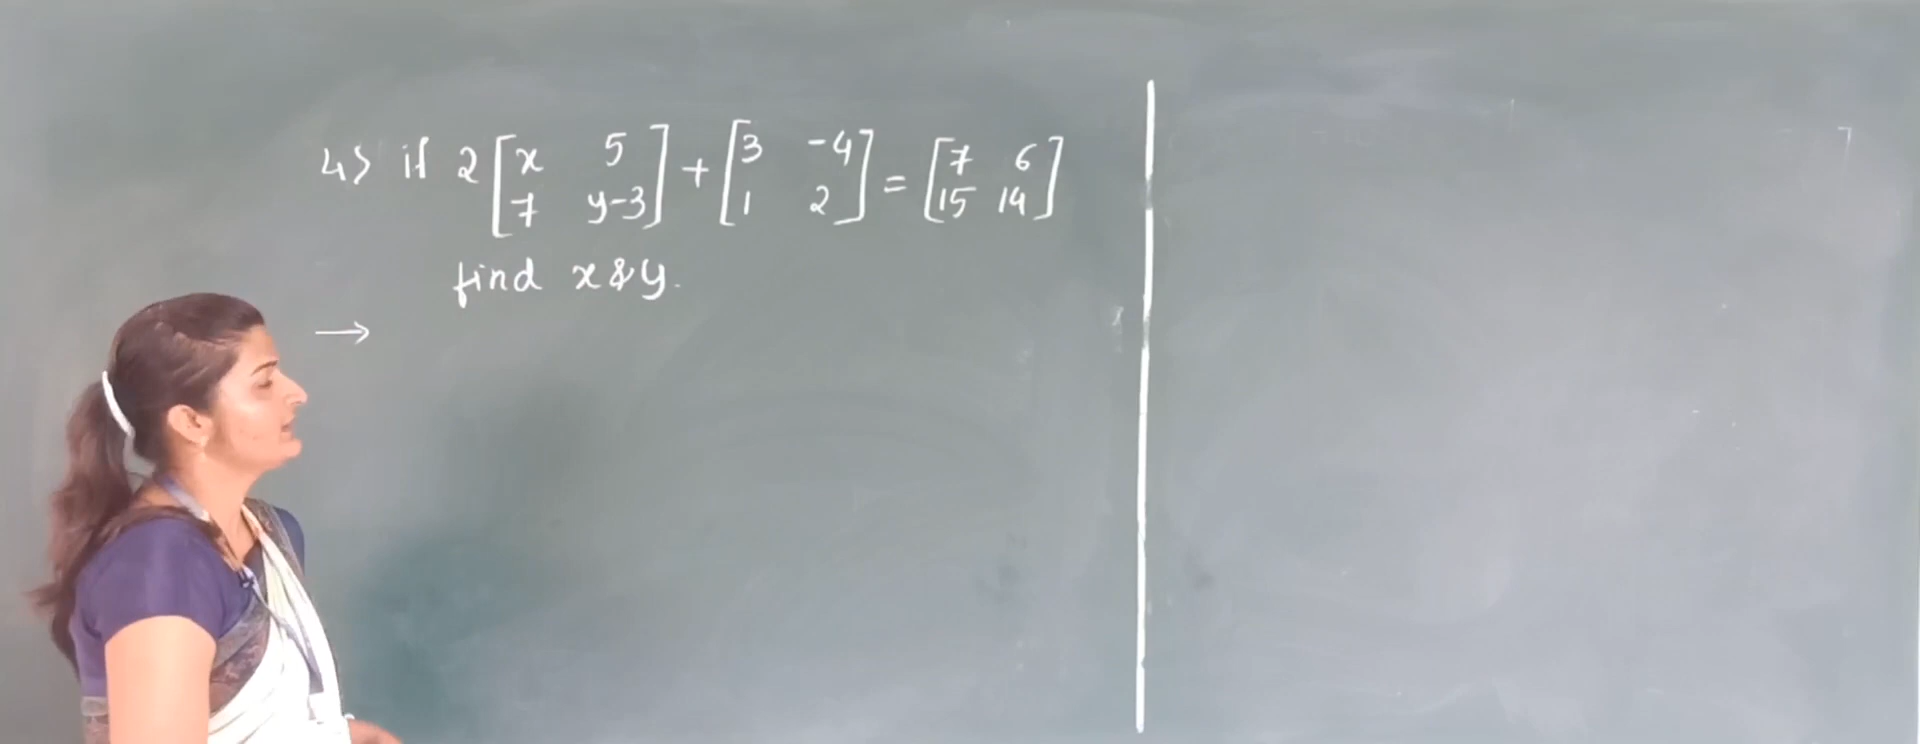 4) if 2 [x 5] + [3 -4] = [7 6]
[7 y-3] [1 2] [15 14]
find x & y.
→